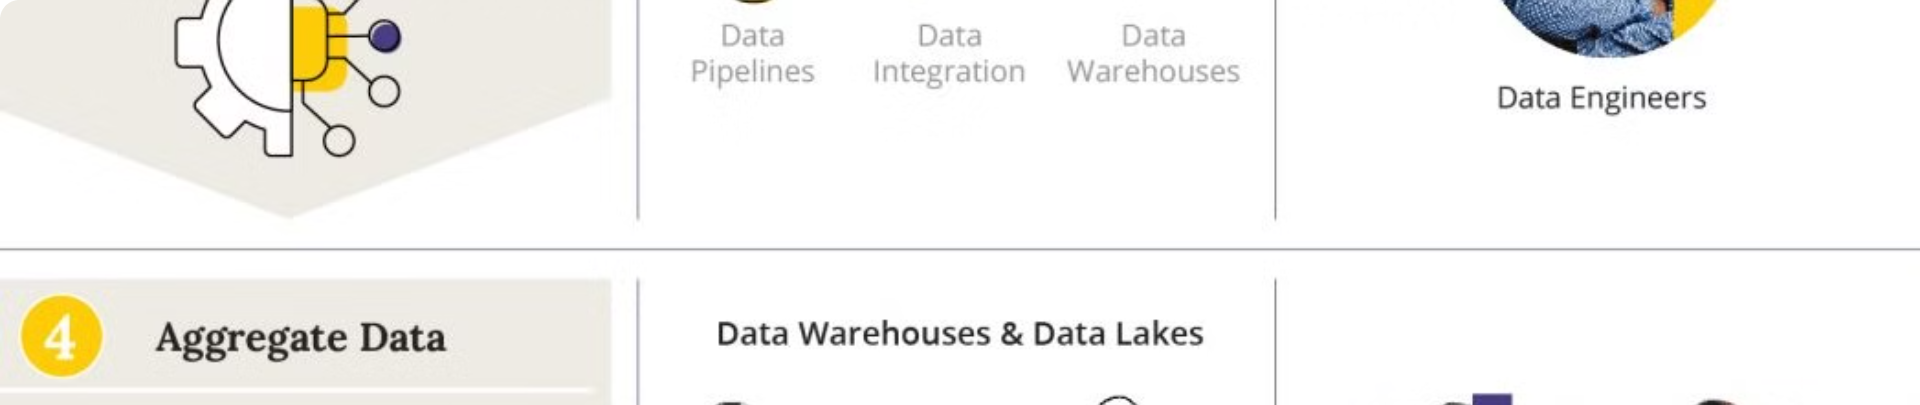 Data
Pipelines
Data
Integration
Data
Warehouses
Data Engineers
4
Aggregate Data
Data Warehouses & Data Lakes